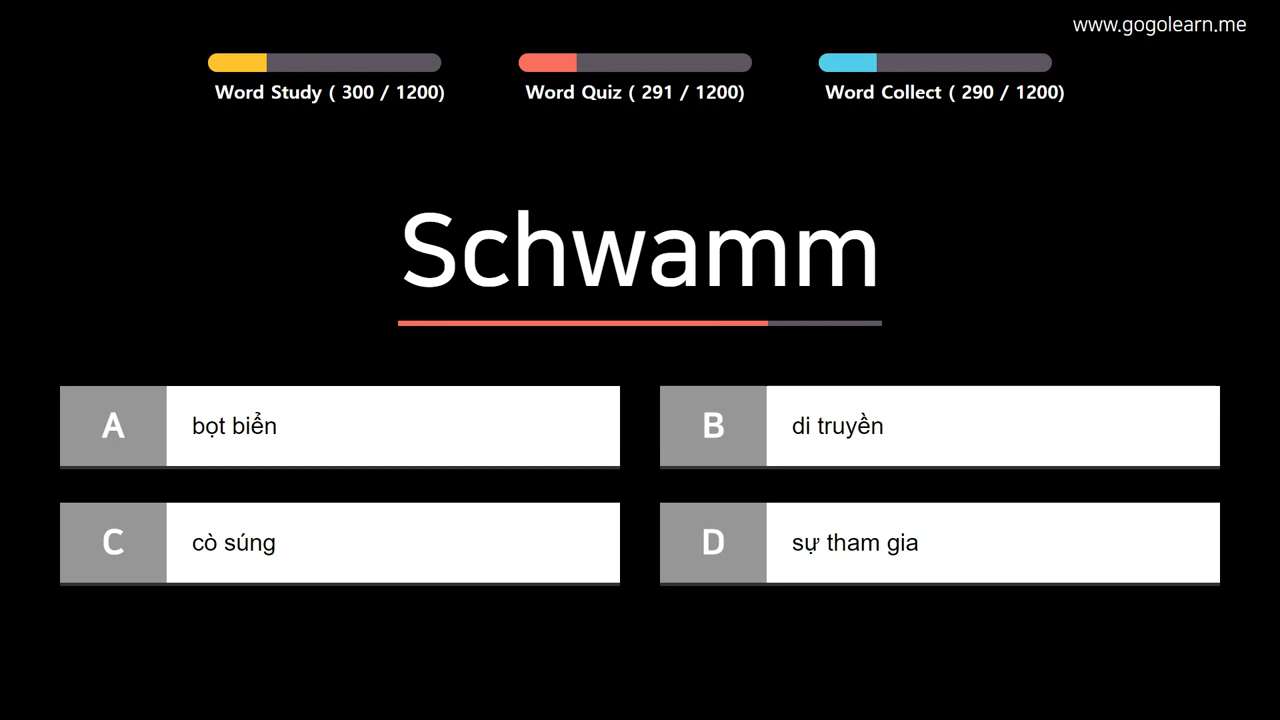 www.gogolearn.me
Word Study ( 300 / 1200)
Word Quiz ( 291 / 1200)
Word Collect ( 290 / 1200)
Schwamm
A
bọt biển
B
di truyền
C
cò súng
D
sự tham gia